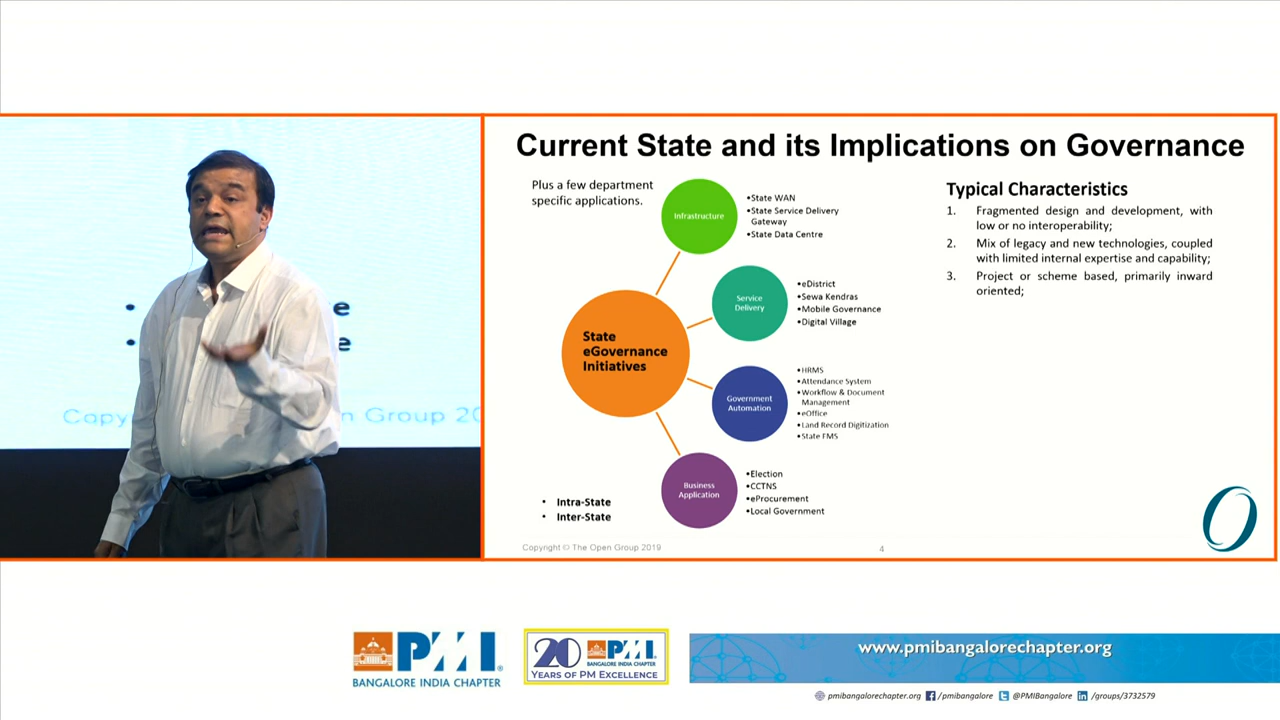 Current State and its Implications on Governance
Plus a few department
specific applications.
Infrastructure
•State WAN
•State Service Delivery
Gateway
•State Data Centre
Service
Delivery
•eDistrict
•Sewa Kendras
•Mobile Governance
•Digital Village
State
eGovernance
Initiatives
Government
Automation
•HRMS
•Attendance System
•Workflow & Document
Management
•eOffice
•Land Record Digitization
•State FMS
Business
Application
•Election
•CCTNS
•eProcurement
•Local Government
• Intra-State
• Inter-State
Typical Characteristics
1. Fragmented design and development, with
low or no interoperability;
2. Mix of legacy and new technologies, coupled
with limited internal expertise and capability;
3. Project or scheme based, primarily inward
oriented;
Copyright © The Open Group 2019
4
• e
• e
Copy n Group 20
PMI®
BANGALORE INDIA CHAPTER
20 PMI
BANGALORE INDIA CHAPTER
YEARS OF PM EXCELLENCE
www.pmibangalorechapter.org
pmibangalorechapter.org /pmibangalore @PMIBangalore /groups/3732579